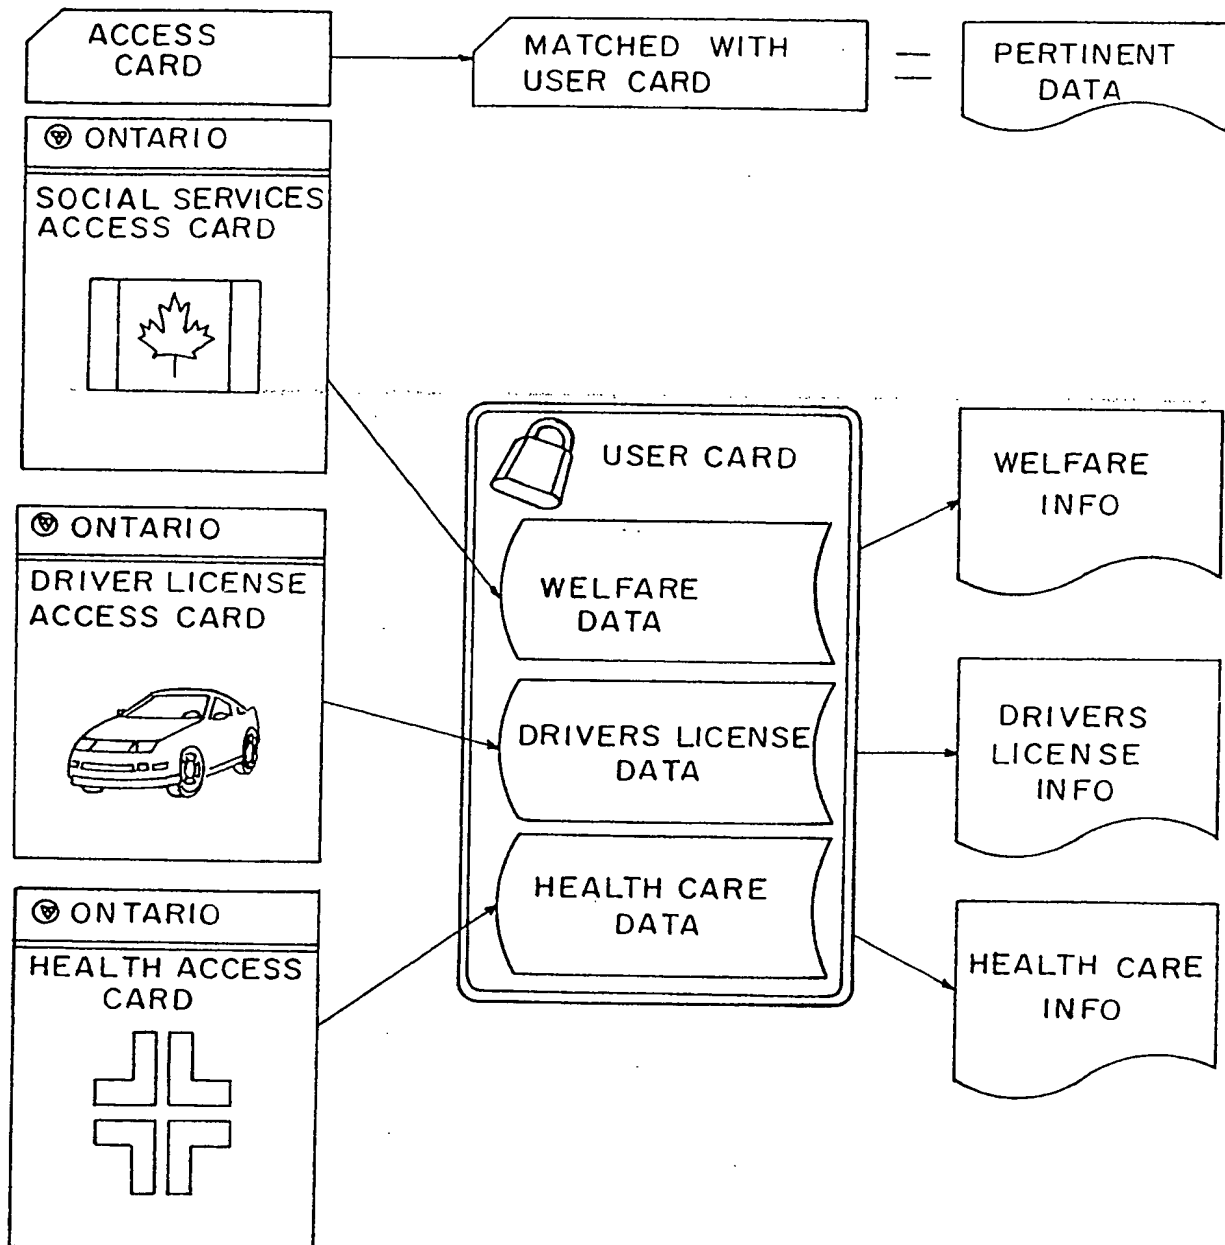 ACCESS
CARD
MATCHED WITH
USER CARD
=
PERTINENT
DATA
ONTARIO
SOCIAL SERVICES
ACCESS CARD
ONTARIO
DRIVER LICENSE
ACCESS CARD
ONTARIO
HEALTH ACCESS
CARD
USER CARD
WELFARE
DATA
DRIVERS LICENSE
DATA
HEALTH CARE
DATA
WELFARE
INFO
DRIVERS
LICENSE
INFO
HEALTH CARE
INFO